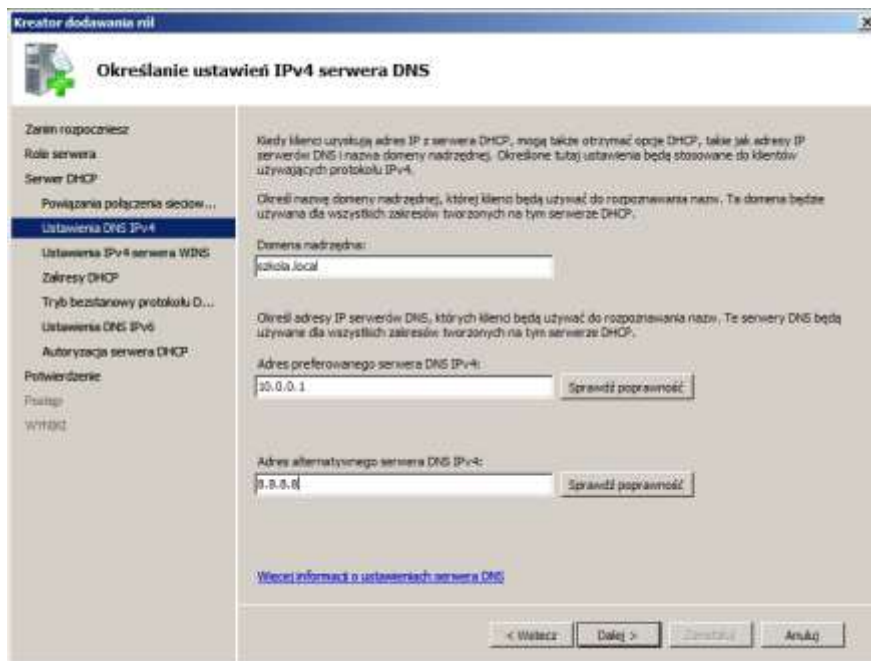 Kreator dodawania ról
Określanie ustawień IPv4 serwera DNS
Zanim rozpoczniesz
Role serwera
Serwer DHCP
Powiązania połączenia sieciow...
Ustawienia DNS IPv4
Ustawienia IPv4 serwera WINS
Zakresy DHCP
Tryb bezstanowy protokołu D...
Ustawienia DNS IPv6
Autoryzacja serwera DHCP
Potwierdzenie
Postęp
Wyniki
Kiedy klienci uzyskują adres IP z serwera DHCP, mogą także otrzymać opcje DHCP, takie jak adresy IP
serwerów DNS i nazwa domeny nadrzędnej. Określone tutaj ustawienia będą stosowane do klientów
używających protokołu IPv4.
Określ nazwę domeny nadrzędnej, której klienci będą używać do rozpoznawania nazw. Ta domena będzie
używana dla wszystkich zakresów tworzonych na tym serwerze DHCP.
Domena nadrzędna:
szkola.local
Określ adresy IP serwerów DNS, których klienci będą używać do rozpoznawania nazw. Te serwery DNS będą
używane dla wszystkich zakresów tworzonych na tym serwerze DHCP.
Adres preferowanego serwera DNS IPv4:
10.0.0.1
Sprawdź poprawność
Adres alternatywnego serwera DNS IPv4:
8.8.8.8
Sprawdź poprawność
Więcej informacji o ustawieniach serwera DNS
< Wstecz
Dalej >
Zainstaluj
Anuluj